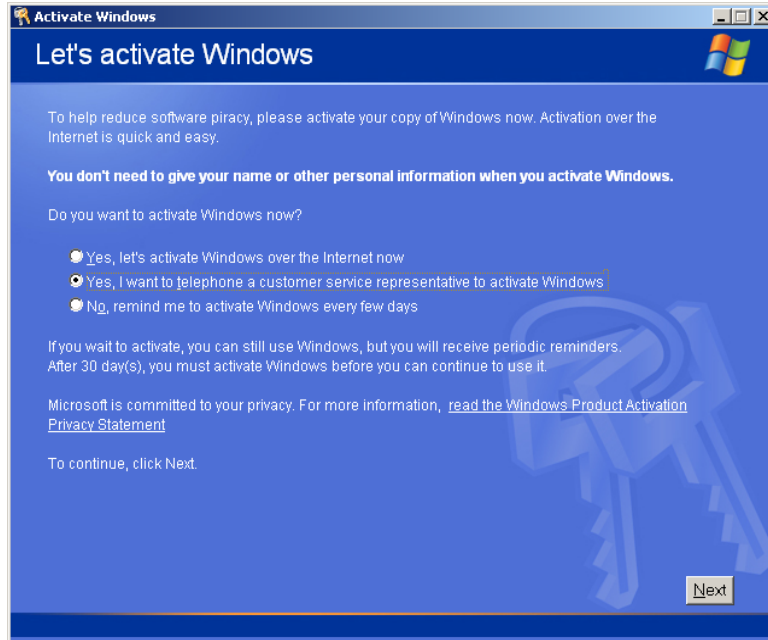 Activate Windows
Let's activate Windows
To help reduce software piracy, please activate your copy of Windows now. Activation over the
Internet is quick and easy.
You don't need to give your name or other personal information when you activate Windows.
Do you want to activate Windows now?
Yes, let's activate Windows over the Internet now
Yes, I want to telephone a customer service representative to activate Windows
No, remind me to activate Windows every few days
If you wait to activate, you can still use Windows, but you will receive periodic reminders.
After 30 day(s), you must activate Windows before you can continue to use it.
Microsoft is committed to your privacy. For more information, read the Windows Product Activation
Privacy Statement
To continue, click Next.
Next